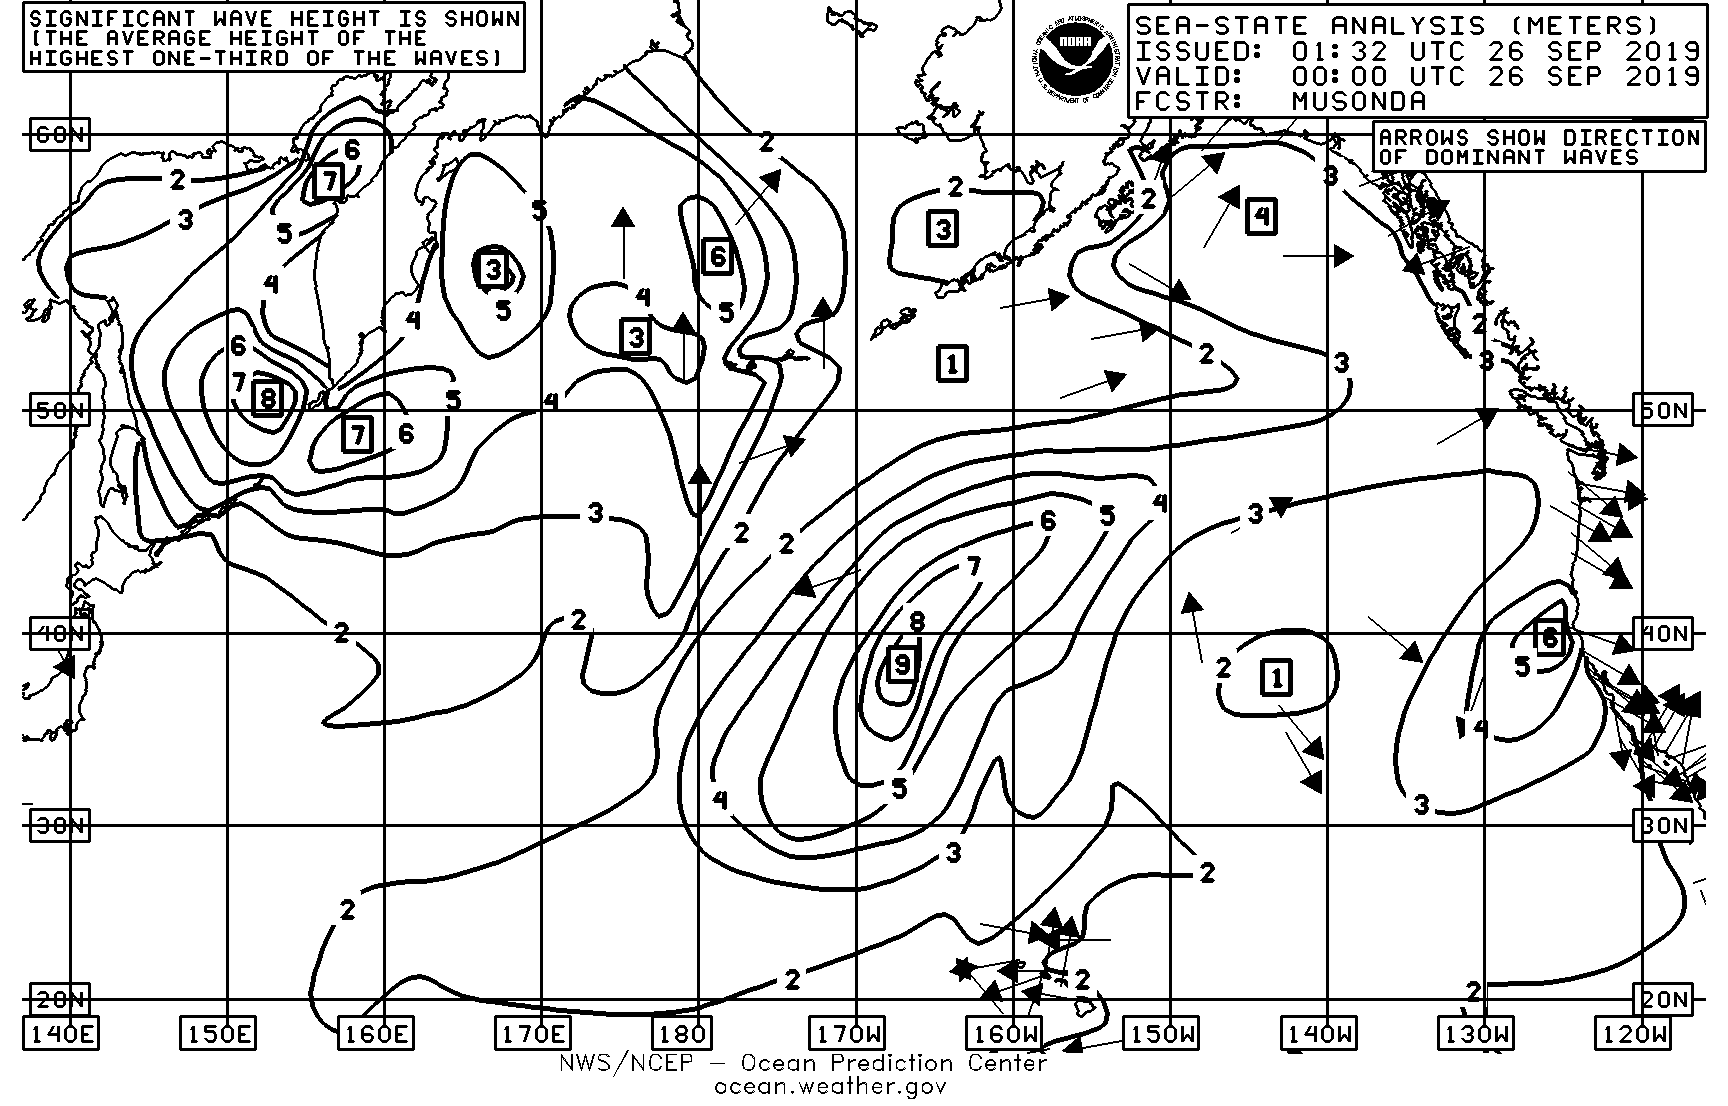 SIGNIFICANT WAVE HEIGHT IS SHOWN
(THE AVERAGE HEIGHT OF THE
HIGHEST ONE-THIRD OF THE WAVES)
NOAA
SEA-STATE ANALYSIS (METERS)
ISSUED: 01:32 UTC 26 SEP 2019
VALID: 00:00 UTC 26 SEP 2019
FCSTR: MUSONDA
ARROWS SHOW DIRECTION
OF DOMINANT WAVES
60N
2
6
7
2
2
3
2
3
5
2
3
4
5
3
6
4
3
5
4
4
5
4
3
2
6
3
1
2
3
3
7
8
5
4
50N
50N
7
6
4
5
6
3
3
2
2
7
8
2
2
40N
40N
9
6
5
2
1
4
5
4
3
30N
30N
3
2
2
2
2
2
20N
20N
140E
150E
160E
170E
180
170W
160W
150W
140W
130W
120W
NWS/NCEP – Ocean Prediction Center
ocean.weather.gov